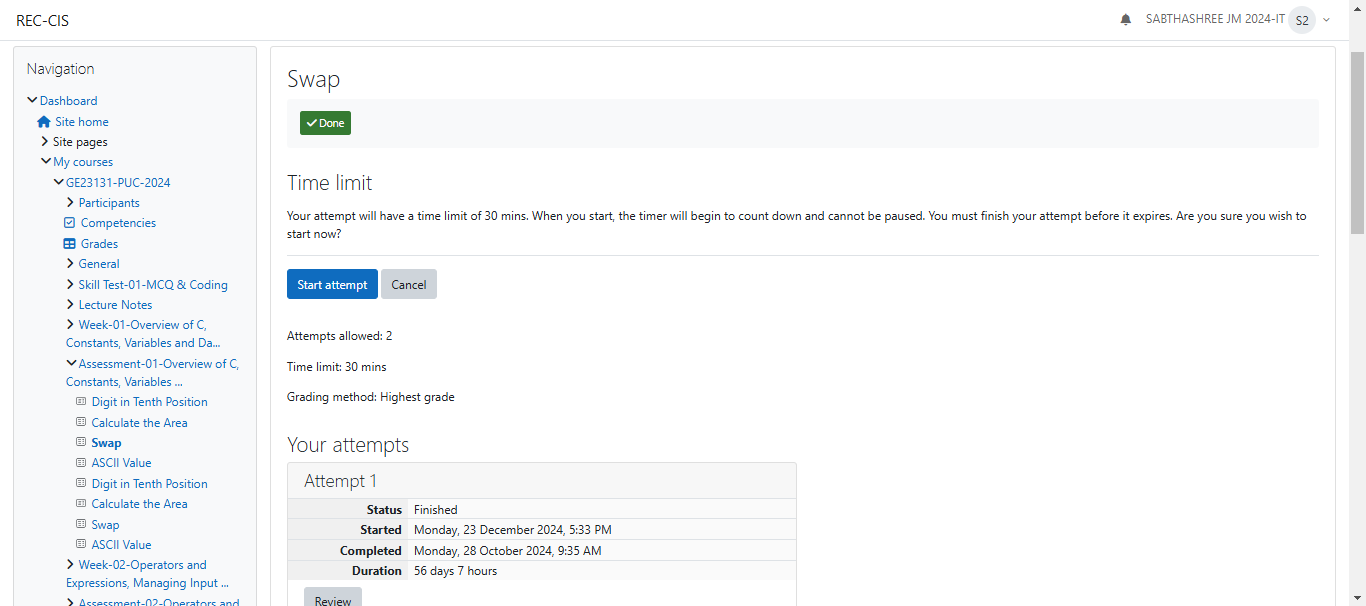 REC-CIS
SABTHASHREE JM 2024-IT S2
Navigation
Dashboard
Site home
Site pages
My courses
GE23131-PUC-2024
Participants
Competencies
Grades
General
Skill Test-01-MCQ & Coding
Lecture Notes
Week-01-Overview of C,
Constants, Variables and Da...
Assessment-01-Overview of C,
Constants, Variables ...
Digit in Tenth Position
Calculate the Area
Swap
ASCII Value
Digit in Tenth Position
Calculate the Area
Swap
ASCII Value
Week-02-Operators and
Expressions, Managing Input ...
Assessment-02-Operators and
Swap
Done
Time limit
Your attempt will have a time limit of 30 mins. When you start, the timer will begin to count down and cannot be paused. You must finish your attempt before it expires. Are you sure you wish to
start now?
Start attempt Cancel
Attempts allowed: 2
Time limit: 30 mins
Grading method: Highest grade
Your attempts
Attempt 1
Status Finished
Started Monday, 23 December 2024, 5:33 PM
Completed Monday, 28 October 2024, 9:35 AM
Duration 56 days 7 hours
Review